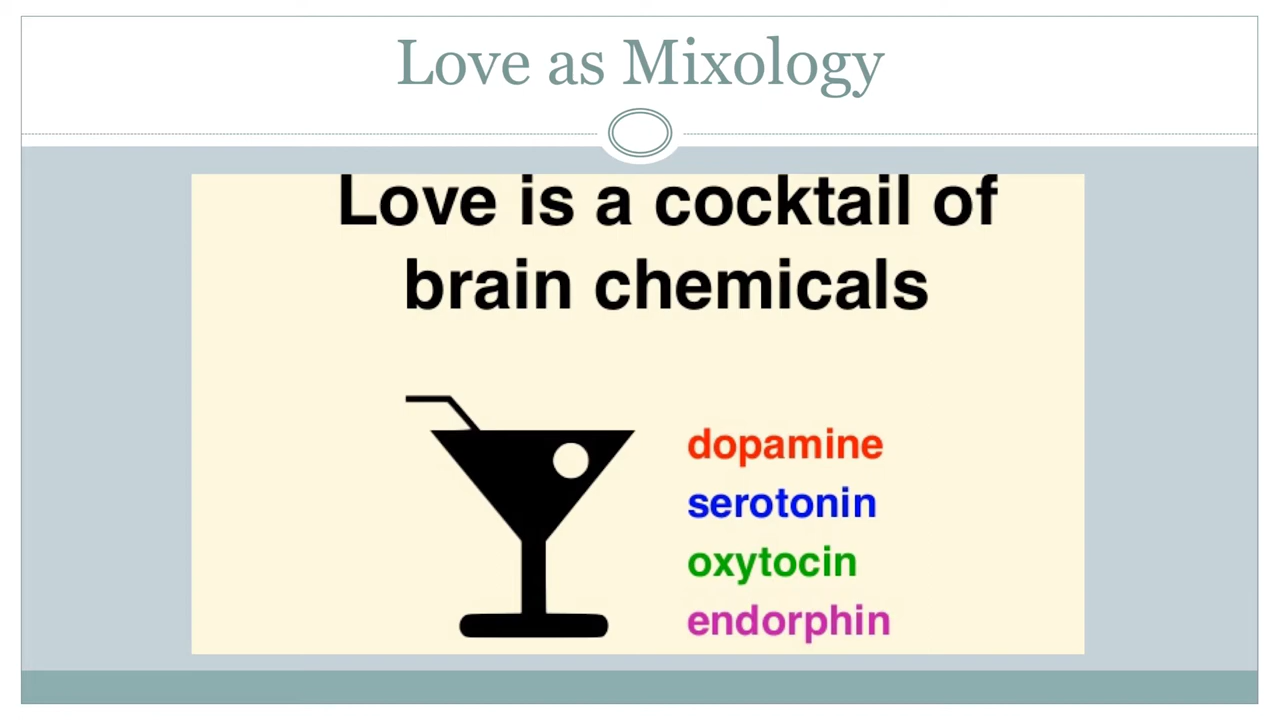 Love as Mixology
Love is a cocktail of
brain chemicals
dopamine
serotonin
oxytocin
endorphin